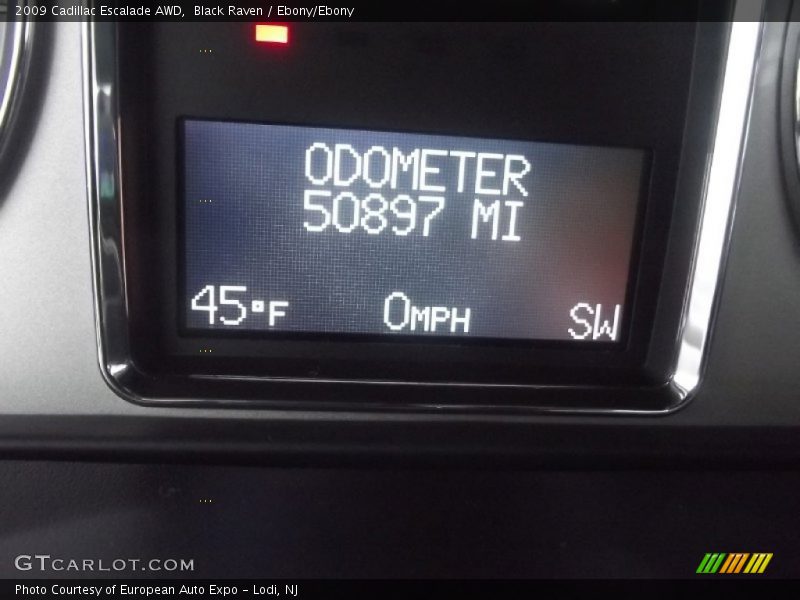 2009 Cadillac Escalade AWD,  Black Raven / Ebony/Ebony
ODOMETER
50897 MI
45°F 0MPH SW
GTCARLOT.COM
Photo Courtesy of European Auto Expo - Lodi, NJ